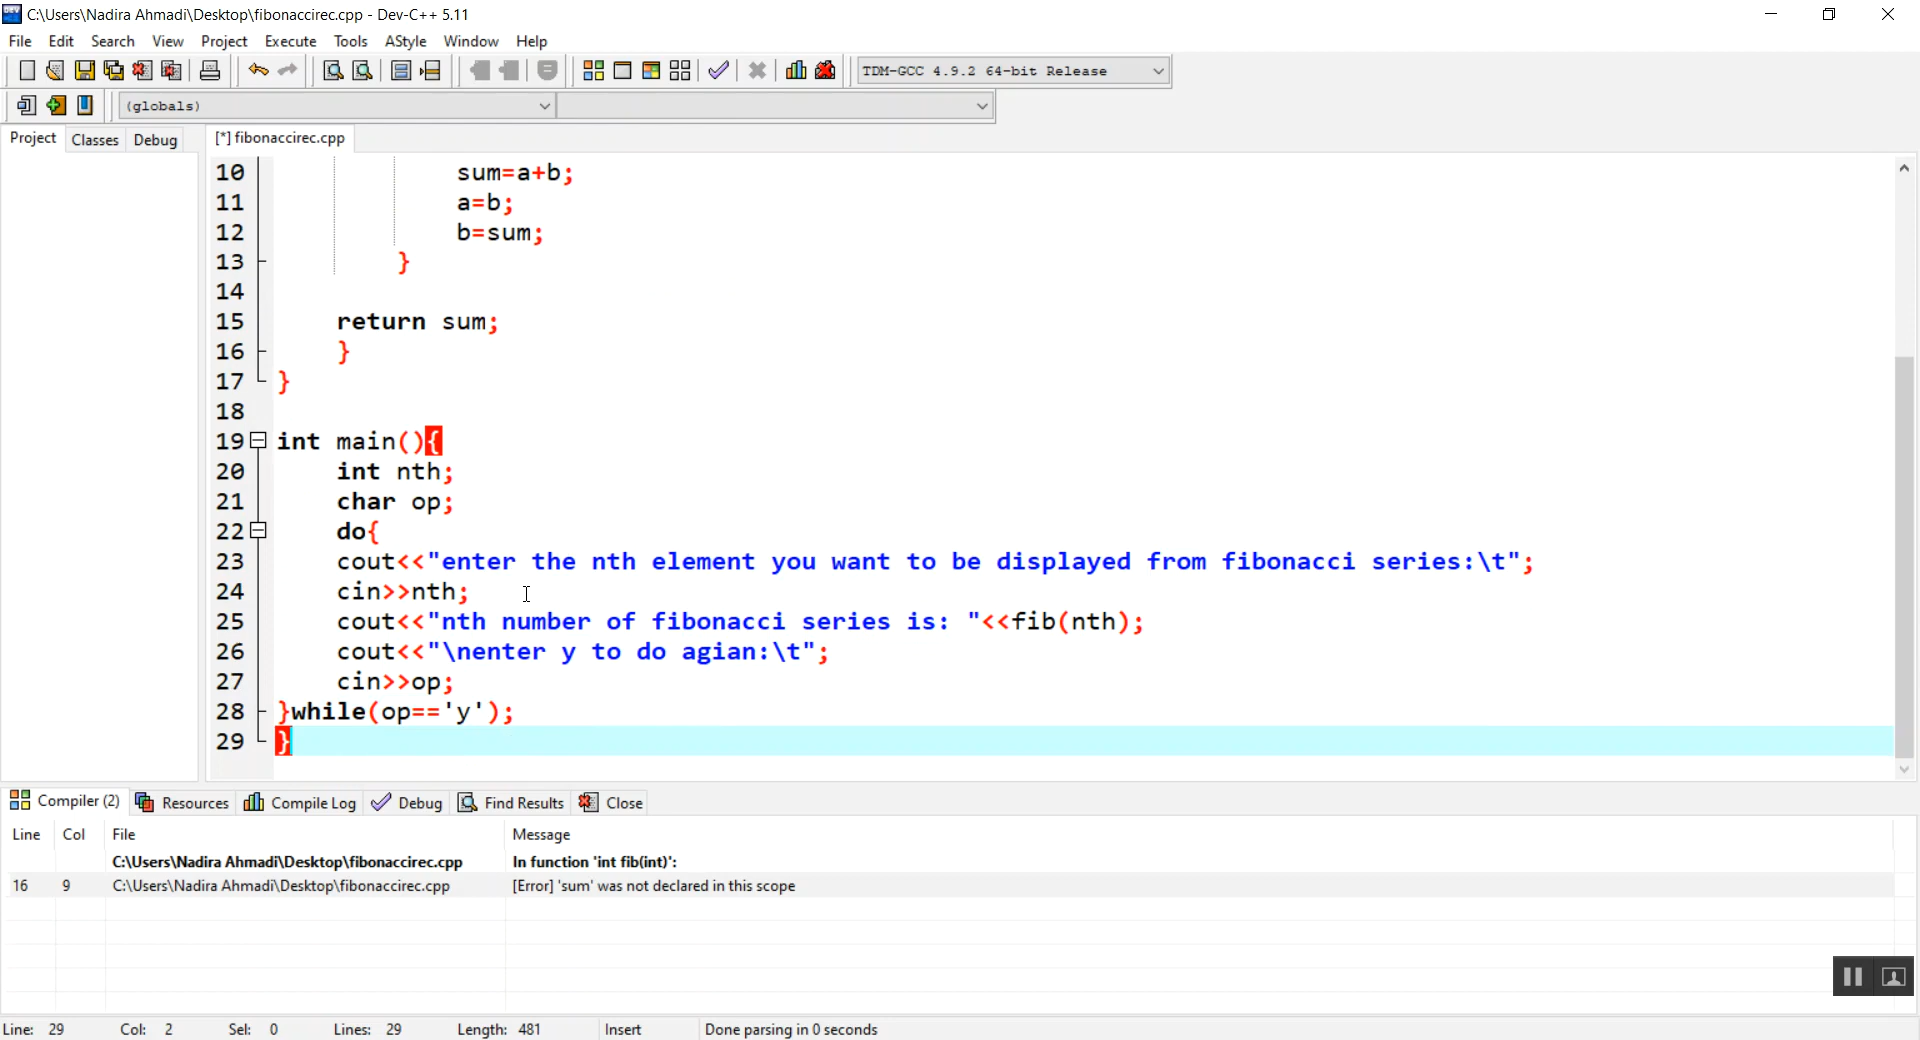 C:\Users\Nadira Ahmadi\Desktop\fibonaccirec.cpp - Dev-C++ 5.11
File Edit Search View Project Execute Tools AStyle Window Help
TDM-GCC 4.9.2 64-bit Release
(globals)
Project Classes Debug [*] fibonaccirec.cpp
10 sum=a+b;
11 a=b;
12 b=sum;
13 }
14
15 return sum;
16 }
17 }
18
19 int main(){
20 int nth;
21 char op;
22 do{
23 cout<<"enter the nth element you want to be displayed from fibonacci series:\t";
24 cin>>nth;
25 cout<<"nth number of fibonacci series is: "<<fib(nth);
26 cout<<"\nenter y to do agian:\t";
27 cin>>op;
28 }while(op=='y');
29 }
Compiler (2) Resources Compile Log Debug Find Results Close
Line Col File Message
C:\Users\Nadira Ahmadi\Desktop\fibonaccirec.cpp In function 'int fib(int)':
16 9 C:\Users\Nadira Ahmadi\Desktop\fibonaccirec.cpp [Error] 'sum' was not declared in this scope
Line: 29 Col: 2 Sel: 0 Lines: 29 Length: 481 Insert Done parsing in 0 seconds